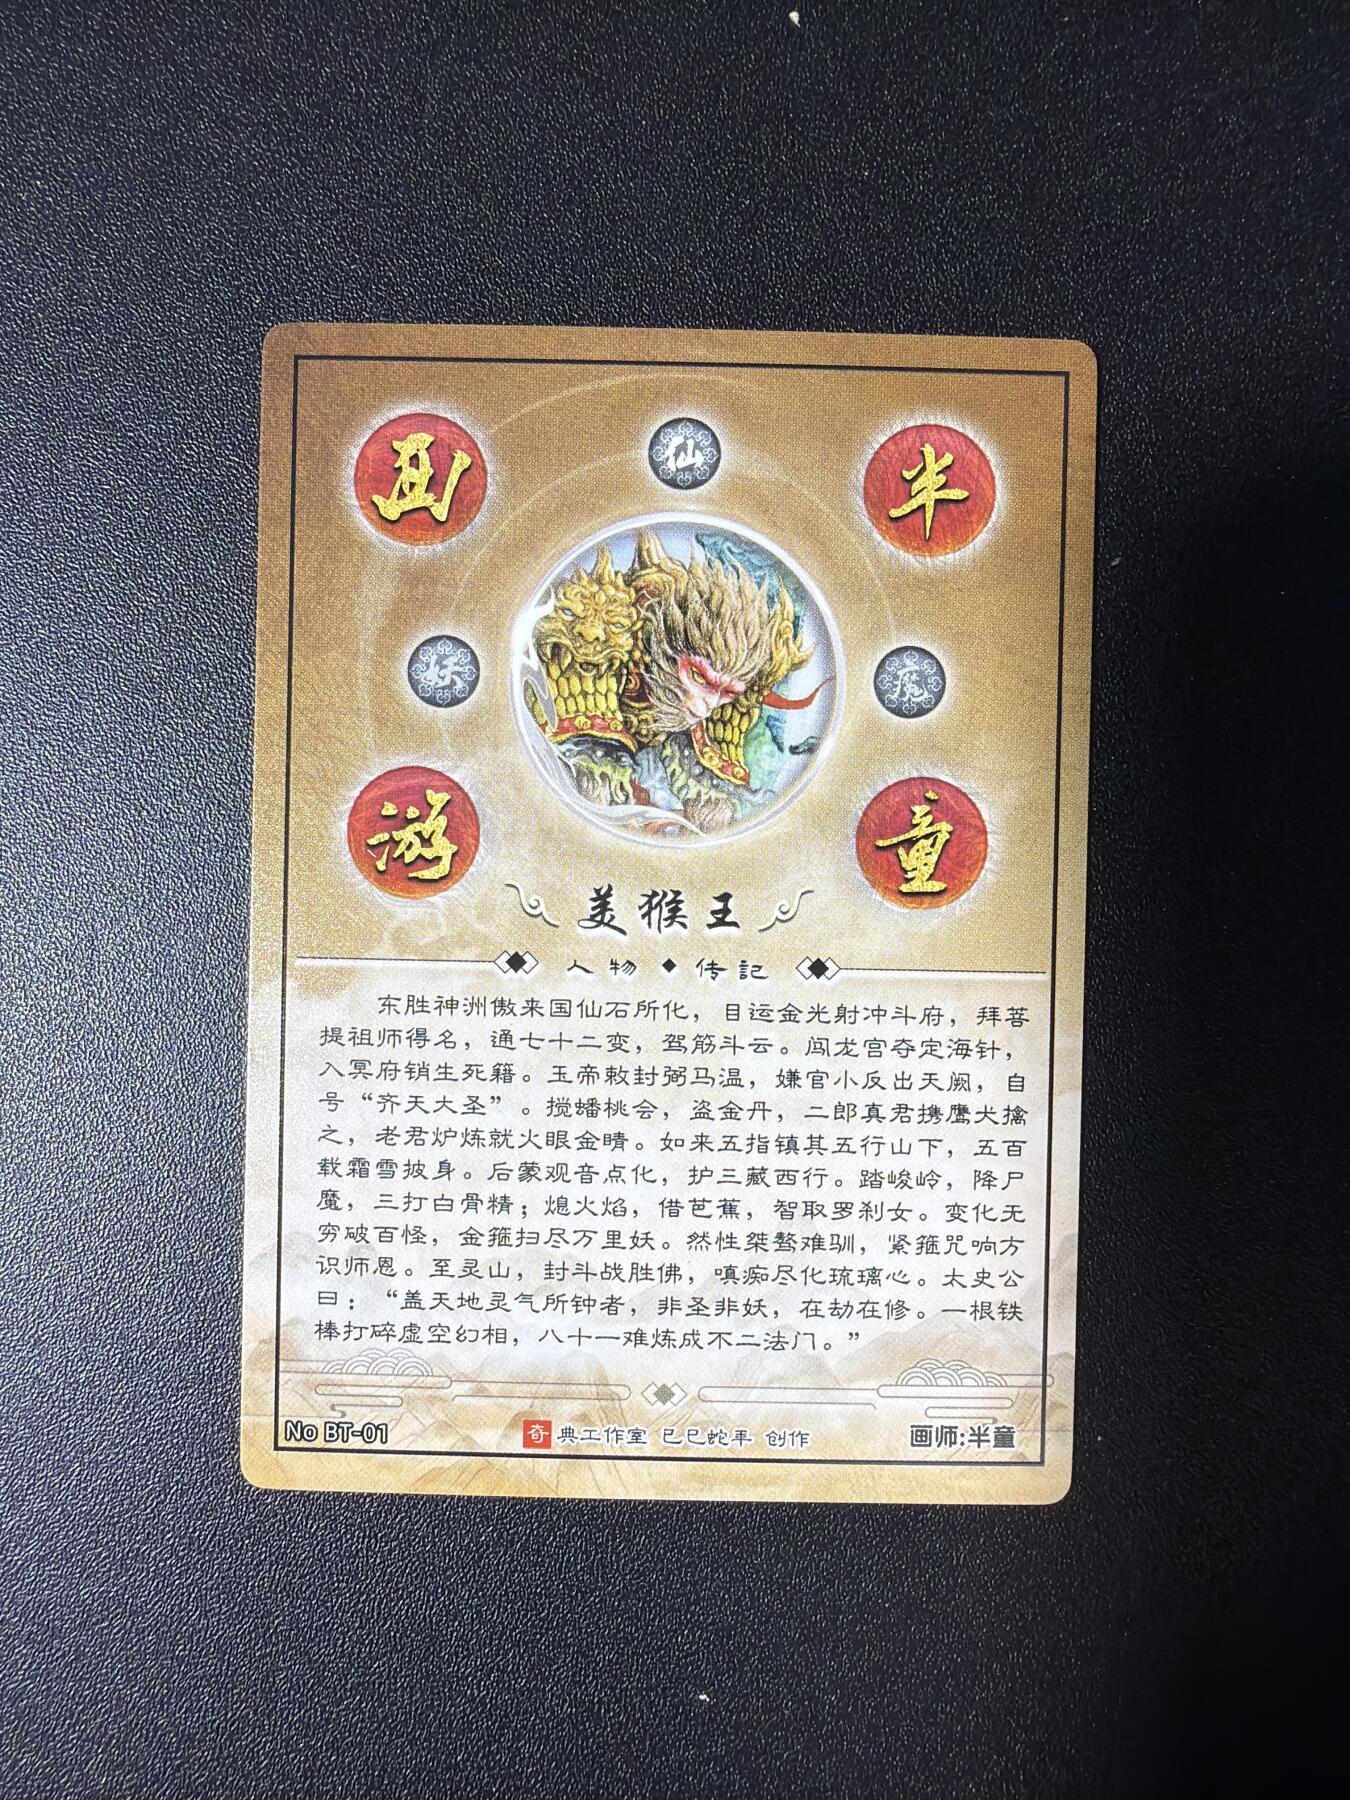 西
仙
半
妖
魔
游
童
美猴王
人物◆传記
东胜神洲傲来国仙石所化，目运金光射冲斗府，拜菩
提祖师得名，通七十二变，驾筋斗云。闯龙宫夺定海针，
入冥府销生死籍。玉帝敕封弼马温，嫌官小反出天阙，自
号“齐天大圣”。搅蟠桃会，盗金丹，二郎真君携鹰犬擒
之，老君炉炼就火眼金睛。如来五指镇其五行山下，五百
载霜雪披身。后蒙观音点化，护三藏西行。踏峻岭，降尸
魔，三打白骨精；熄火焰，借芭蕉，智取罗刹女。变化无
穷破百怪，金箍扫尽万里妖。然性桀骜难驯，紧箍咒响方
识师恩。至灵山，封斗战胜佛，嗔痴尽化琉璃心。太史公
曰：“盖天地灵气所钟者，非圣非妖，在劫在修。一根铁
棒打碎虚空幻相，八十一难炼成不二法门。”
No BT-01
奇典工作室 已巳蛇年 创作
画师:半童